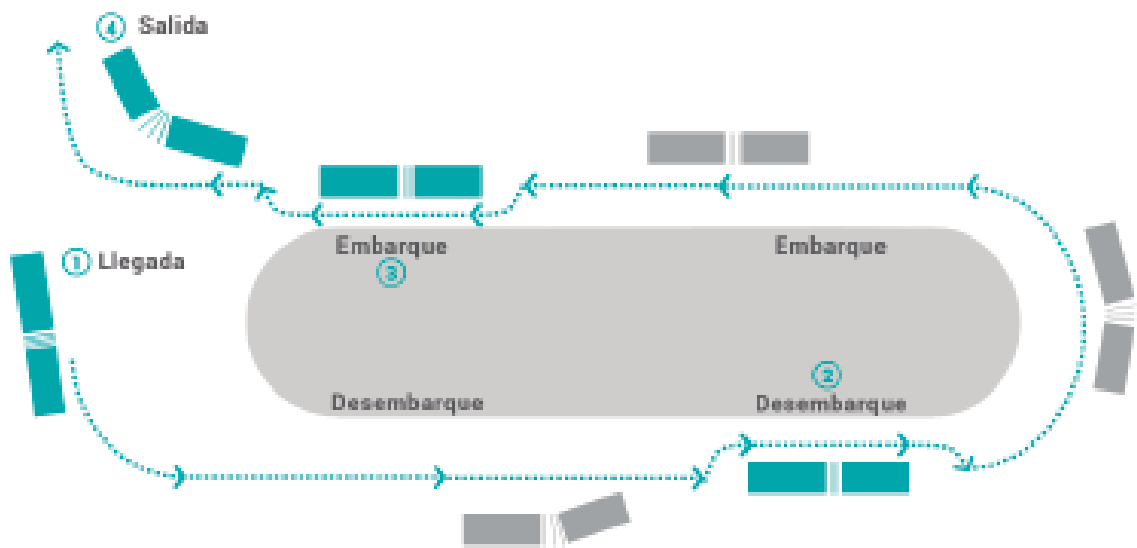 ④ Salida
① Llegada
Embarque
③
Embarque
②
Desembarque
Desembarque